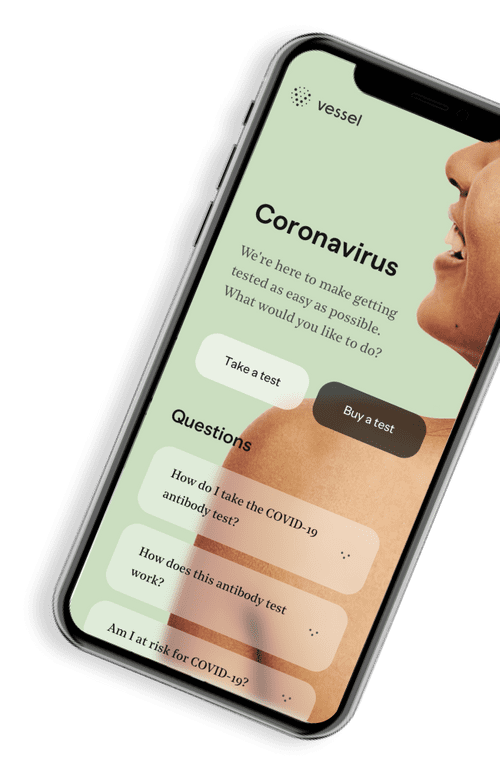 vessel
Coronavirus
We're here to make getting
tested as easy as possible.
What would you like to do?
Take a test
Buy a test
Questions
How do I take the COVID-19
antibody test?
How does this antibody test
work?
Am I at risk for COVID-19?